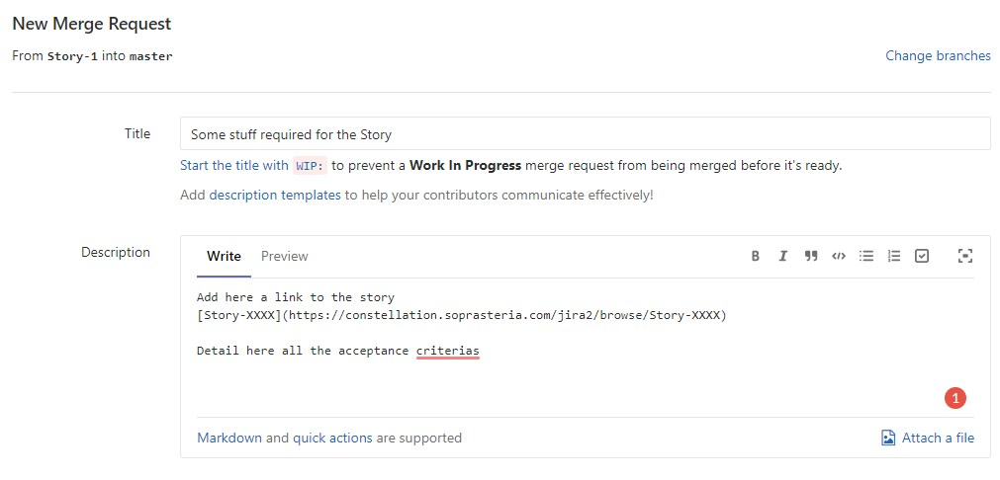 New Merge Request
From Story-1 into master
Change branches
Title
Some stuff required for the Story
Start the title with WIP: to prevent a Work In Progress merge request from being merged before it's ready.
Add description templates to help your contributors communicate effectively!
Description
Write Preview
B I
Add here a link to the story
[Story-XXXX](https://constellation.soprasteria.com/jira2/browse/Story-XXXX)
Detail here all the acceptance criterias
1
Markdown and quick actions are supported
Attach a file